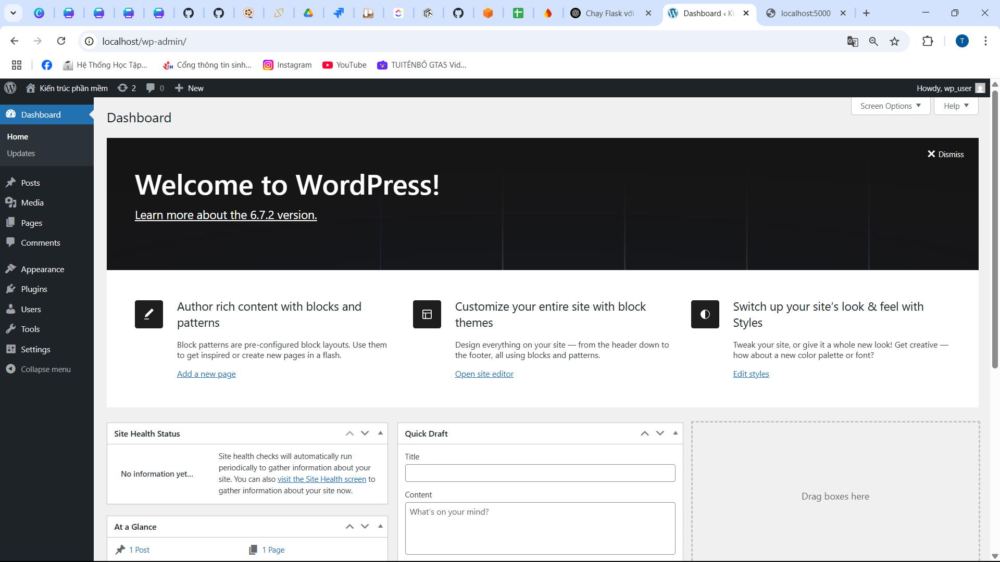 Chạy Flask với
Dashboard ‹ Ki
localhost:5000
localhost/wp-admin/
T
Hệ Thống Học Tập...
Cổng thông tin sinh...
Instagram
YouTube
TUITÊNBÔ GTA5 Vid...
Kiến trúc phần mềm
2
0
New
Howdy, wp_user
Dashboard
Home
Updates
Posts
Media
Pages
Comments
Appearance
Plugins
Users
Tools
Settings
Collapse menu
Screen Options
Help
Dashboard
Dismiss
Welcome to WordPress!
Learn more about the 6.7.2 version.
Author rich content with blocks and
patterns
Block patterns are pre-configured block layouts. Use them
to get inspired or create new pages in a flash.
Add a new page
Customize your entire site with block
themes
Design everything on your site — from the header down to
the footer, all using blocks and patterns.
Open site editor
Switch up your site’s look & feel with
Styles
Tweak your site, or give it a whole new look! Get creative —
how about a new color palette or font?
Edit styles
Site Health Status
No information yet...
Site health checks will automatically run
periodically to gather information about your
site. You can also visit the Site Health screen to
gather information about your site now.
At a Glance
1 Post
1 Page
Quick Draft
Title
Content
What’s on your mind?
Drag boxes here